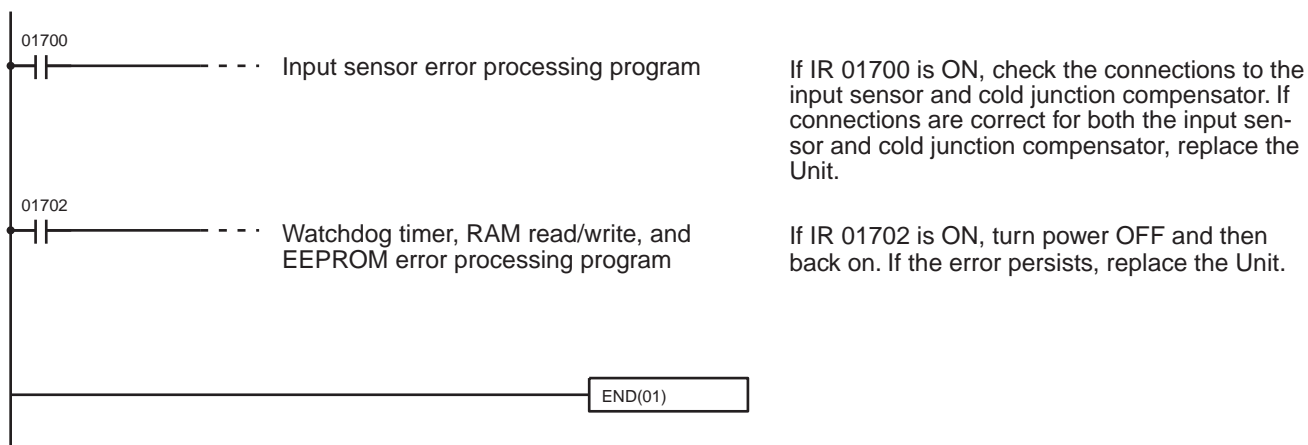 01700
Input sensor error processing program
If IR 01700 is ON, check the connections to the
input sensor and cold junction compensator. If
connections are correct for both the input sen-
sor and cold junction compensator, replace the
Unit.
01702
Watchdog timer, RAM read/write, and
EEPROM error processing program
If IR 01702 is ON, turn power OFF and then
back on. If the error persists, replace the Unit.
END(01)